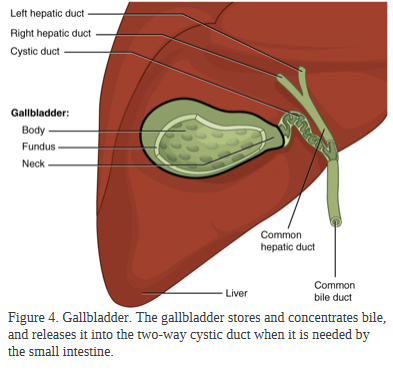 Left hepatic duct
Right hepatic duct
Cystic duct
Gallbladder:
Body
Fundus
Neck
Common
hepatic duct
Common
bile duct
Liver
Figure 4. Gallbladder. The gallbladder stores and concentrates bile,
and releases it into the two-way cystic duct when it is needed by
the small intestine.